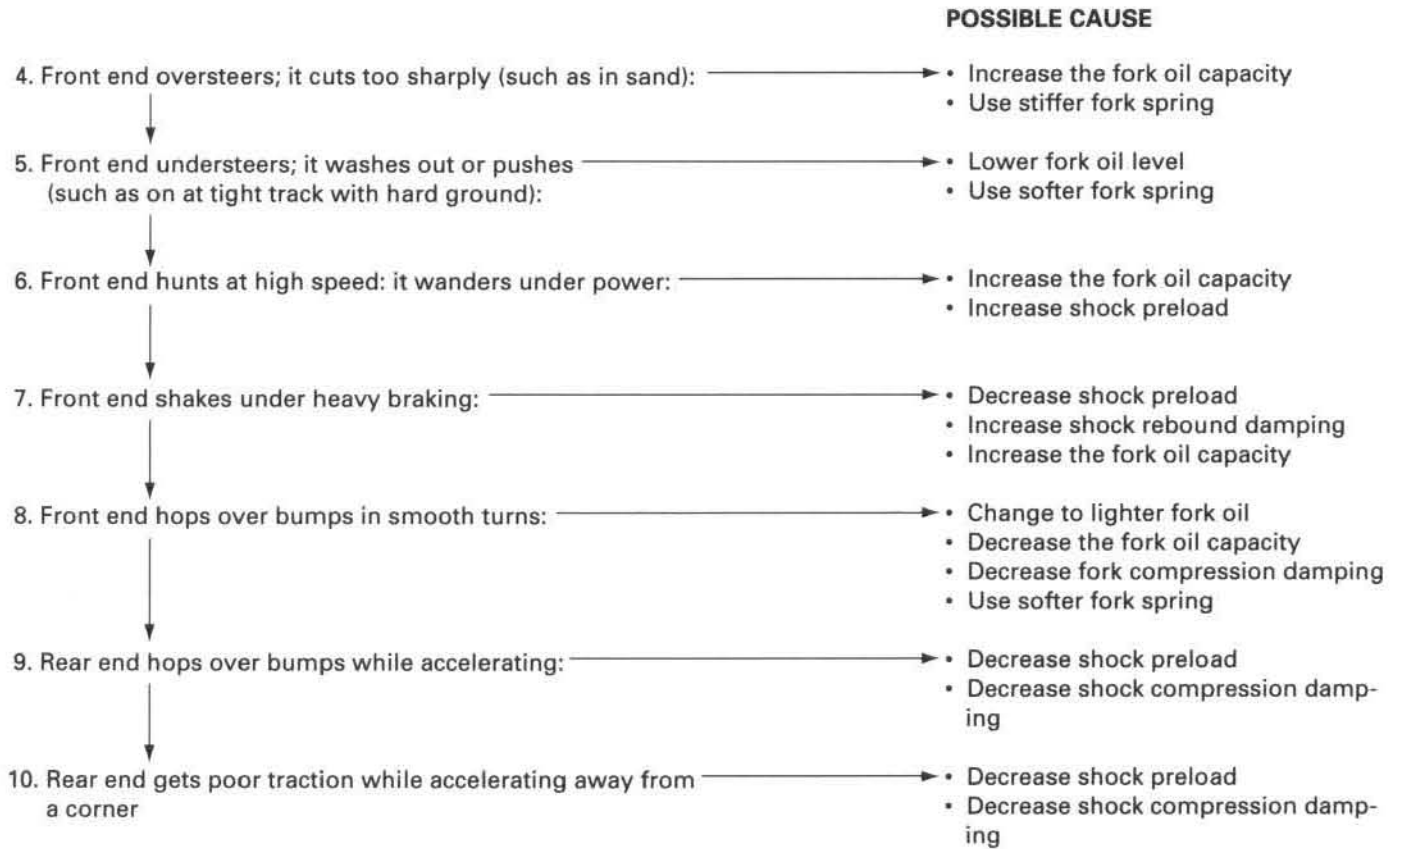 POSSIBLE CAUSE
4. Front end oversteers; it cuts too sharply (such as in sand):
• Increase the fork oil capacity
• Use stiffer fork spring
5. Front end understeers; it washes out or pushes
(such as on at tight track with hard ground):
• Lower fork oil level
• Use softer fork spring
6. Front end hunts at high speed: it wanders under power:
• Increase the fork oil capacity
• Increase shock preload
7. Front end shakes under heavy braking:
• Decrease shock preload
• Increase shock rebound damping
• Increase the fork oil capacity
8. Front end hops over bumps in smooth turns:
• Change to lighter fork oil
• Decrease the fork oil capacity
• Decrease fork compression damping
• Use softer fork spring
9. Rear end hops over bumps while accelerating:
• Decrease shock preload
• Decrease shock compression damp-
ing
10. Rear end gets poor traction while accelerating away from
a corner
• Decrease shock preload
• Decrease shock compression damp-
ing